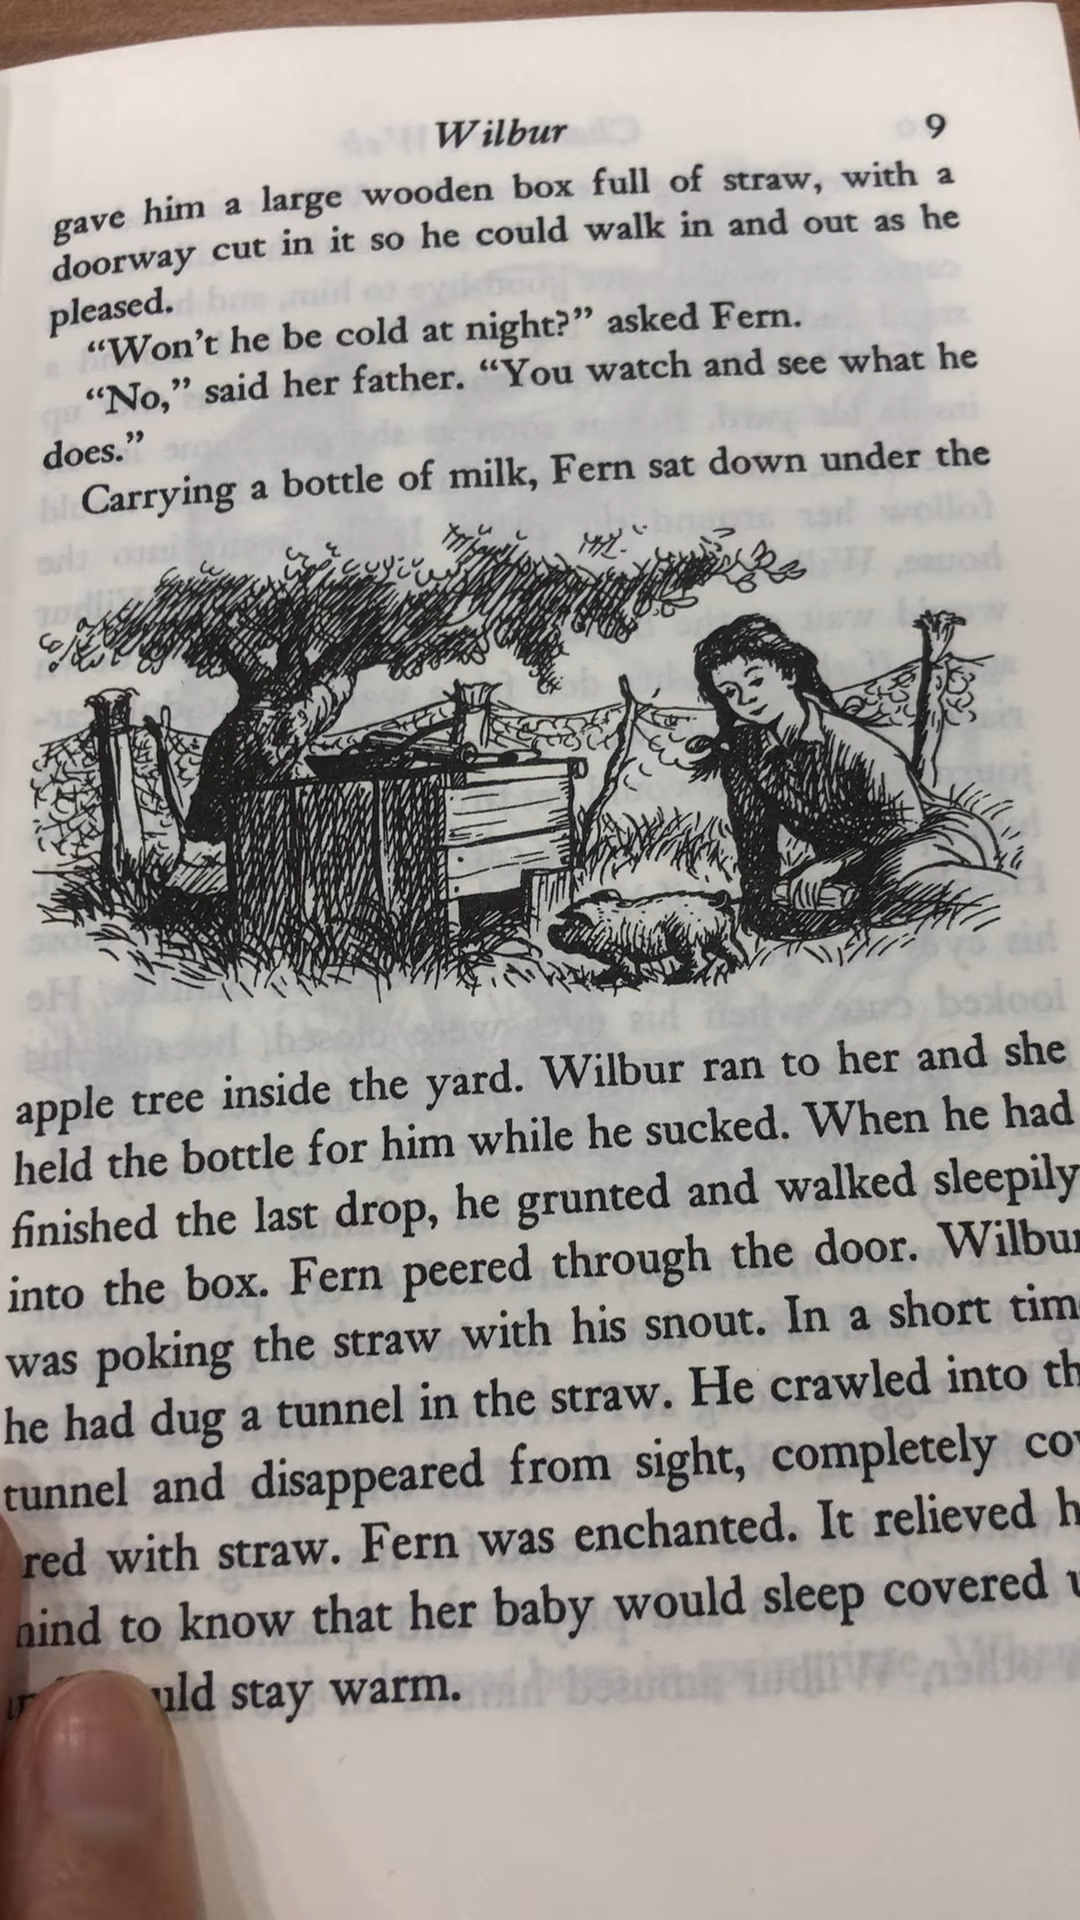 Wilbur 9
gave him a large wooden box full of straw, with a
doorway cut in it so he could walk in and out as he
pleased.
“Won’t he be cold at night?” asked Fern.
“No,” said her father. “You watch and see what he
does.”
Carrying a bottle of milk, Fern sat down under the
apple tree inside the yard. Wilbur ran to her and she
held the bottle for him while he sucked. When he had
finished the last drop, he grunted and walked sleepily
into the box. Fern peered through the door. Wilbur
was poking the straw with his snout. In a short tim
he had dug a tunnel in the straw. He crawled into th
tunnel and disappeared from sight, completely cov
red with straw. Fern was enchanted. It relieved h
mind to know that her baby would sleep covered u
uld stay warm.